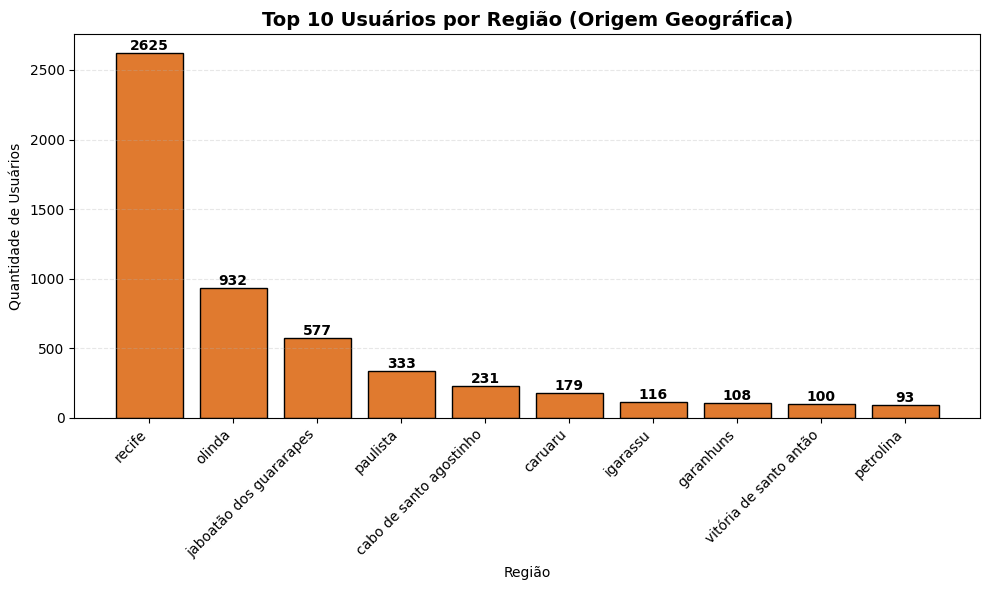 Top 10 Usuários por Região (Origem Geográfica)
Quantidade de Usuários
2500
2000
1500
1000
500
0
2625
932
577
333
231
179
116
108
100
93
recife
olinda
jaboatão dos guararapes
paulista
cabo de santo agostinho
caruaru
igarassu
garanhuns
vitória de santo antão
petrolina
Região